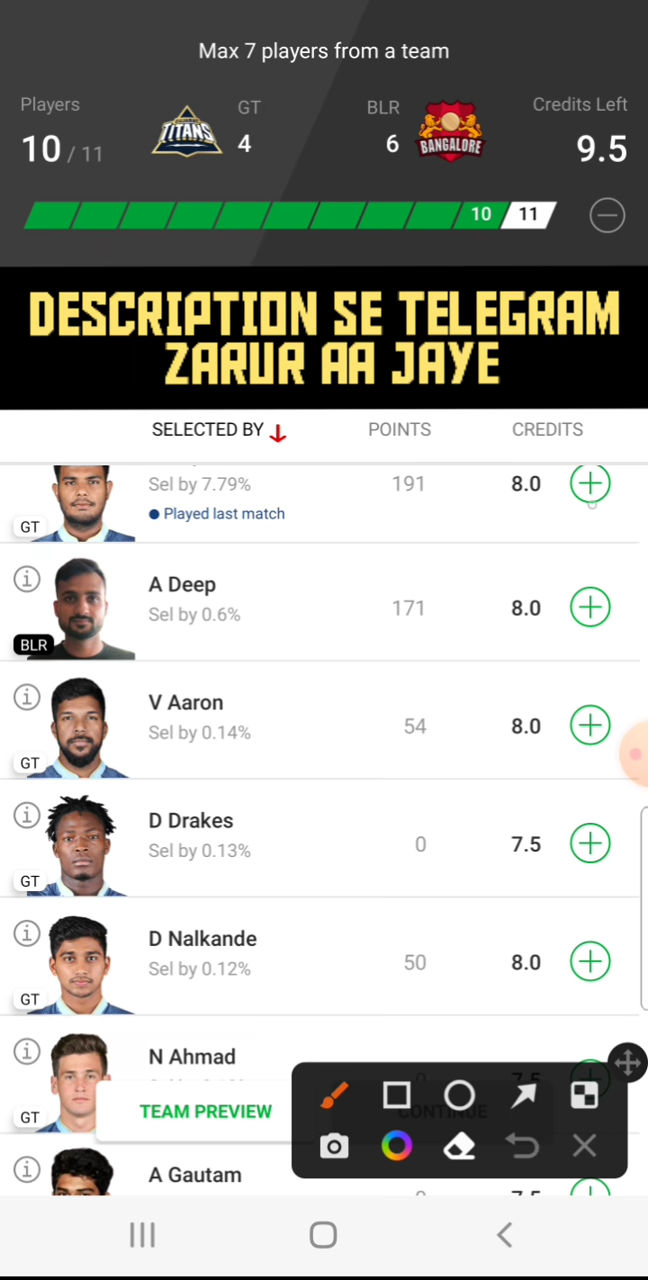 Max 7 players from a team
Players GT BLR Credits Left
10 / 11 TITANS 4 6 BANGALORE 9.5
10 11
DESCRIPTION SE TELEGRAM
ZARUR AA JAYE
SELECTED BY POINTS CREDITS
Sel by 7.79% 191 8.0
Played last match
GT
A Deep
Sel by 0.6% 171 8.0
BLR
V Aaron
Sel by 0.14% 54 8.0
GT
D Drakes
Sel by 0.13% 0 7.5
GT
D Nalkande
Sel by 0.12% 50 8.0
GT
N Ahmad
GT
TEAM PREVIEW CONTINUE
A Gautam